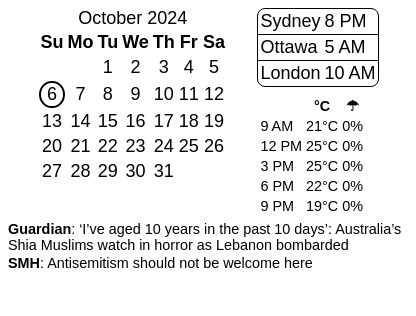 October 2024
Su Mo Tu We Th Fr Sa
1 2 3 4 5
6 7 8 9 10 11 12
13 14 15 16 17 18 19
20 21 22 23 24 25 26
27 28 29 30 31
Sydney 8 PM
Ottawa 5 AM
London 10 AM
°C ☂
9 AM 21°C 0%
12 PM 25°C 0%
3 PM 25°C 0%
6 PM 22°C 0%
9 PM 19°C 0%
Guardian: ‘I’ve aged 10 years in the past 10 days’: Australia’s
Shia Muslims watch in horror as Lebanon bombarded
SMH: Antisemitism should not be welcome here